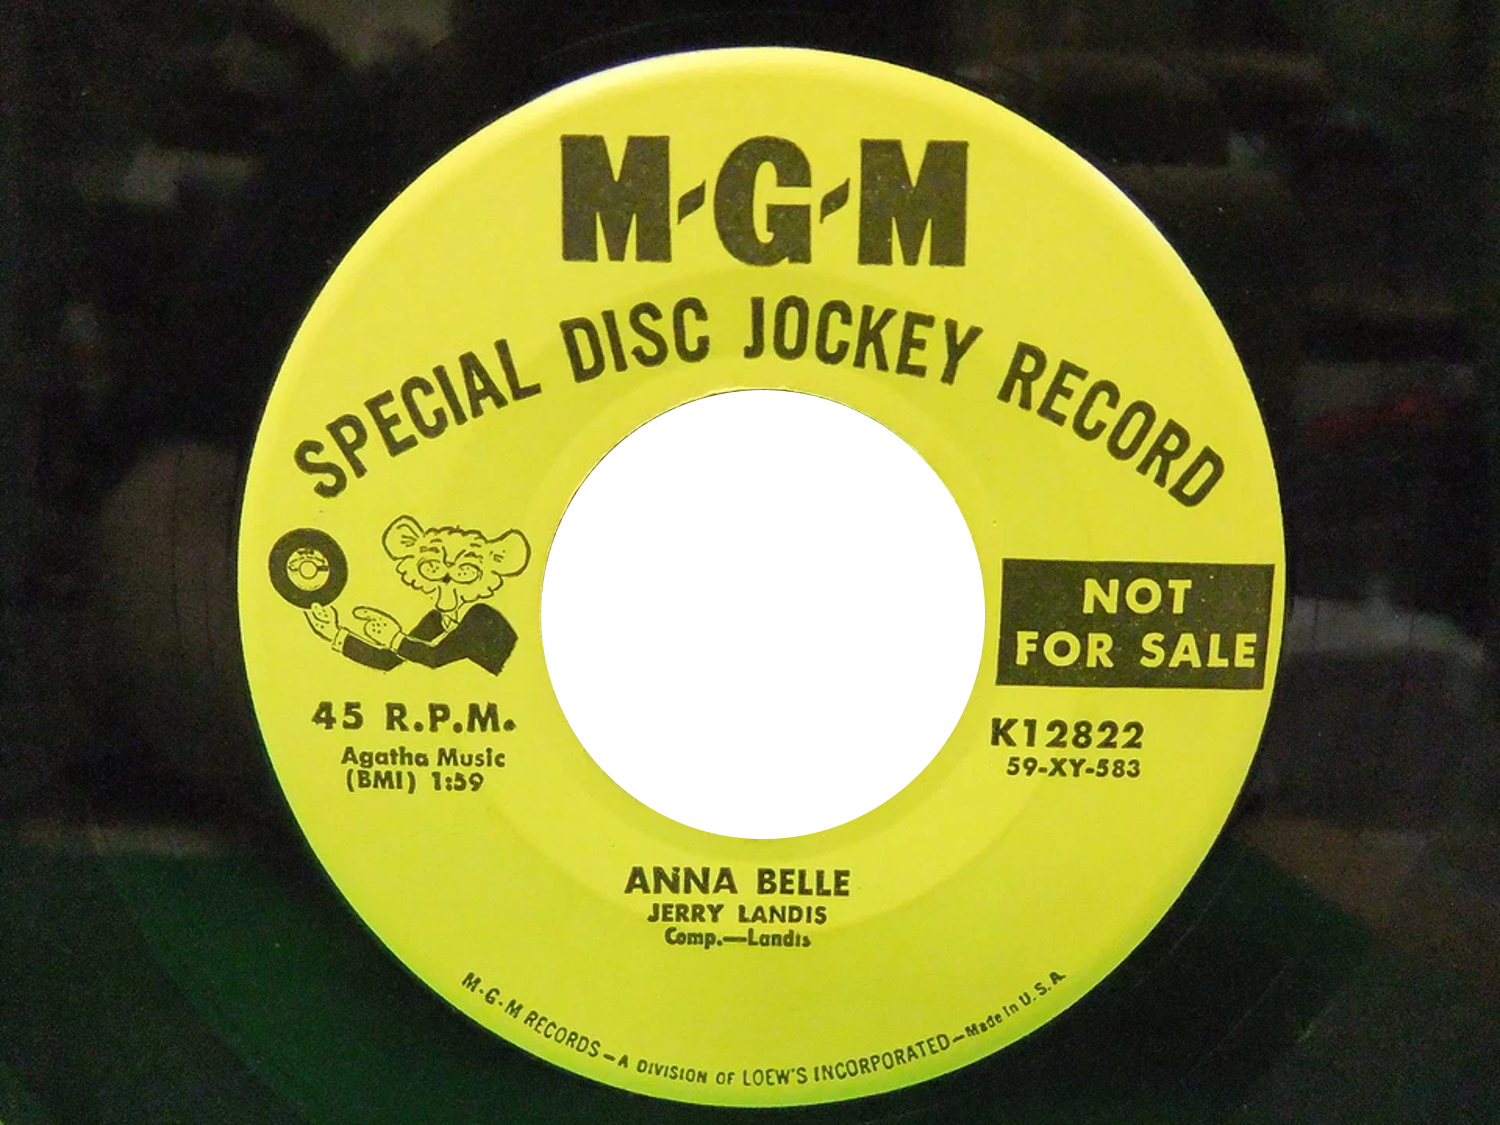 M-G-M
SPECIAL DISC JOCKEY RECORD
NOT
FOR SALE
45 R.P.M.
Agatha Music
(BMI) 1:59
K12822
59-XY-583
ANNA BELLE
JERRY LANDIS
Comp.—Landis
M-G-M RECORDS—A DIVISION OF LOEW'S INCORPORATED—Made in U.S.A.